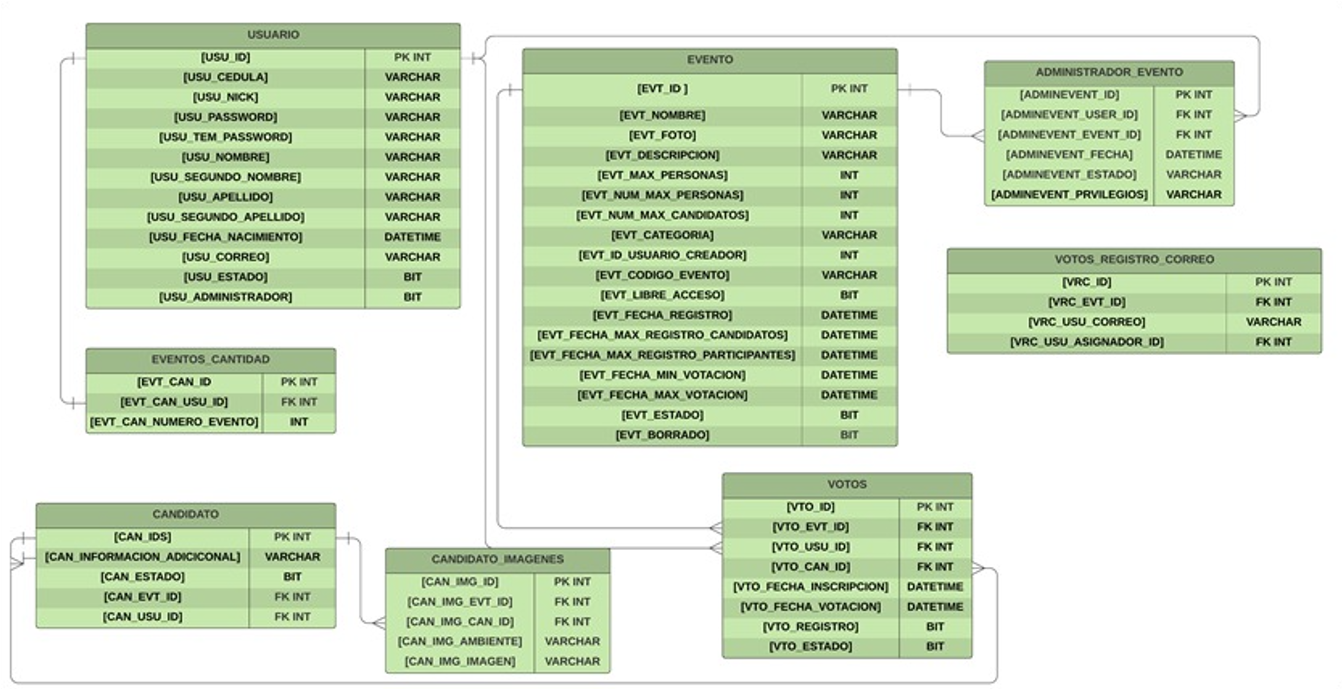 USUARIO
[USU_ID] PK INT
[USU_CEDULA] VARCHAR
[USU_NICK] VARCHAR
[USU_PASSWORD] VARCHAR
[USU_TEM_PASSWORD] VARCHAR
[USU_NOMBRE] VARCHAR
[USU_SEGUNDO_NOMBRE] VARCHAR
[USU_APELLIDO] VARCHAR
[USU_SEGUNDO_APELLIDO] VARCHAR
[USU_FECHA_NACIMIENTO] DATETIME
[USU_CORREO] VARCHAR
[USU_ESTADO] BIT
[USU_ADMINISTRADOR] BIT
EVENTO
[EVT_ID ] PK INT
[EVT_NOMBRE] VARCHAR
[EVT_FOTO] VARCHAR
[EVT_DESCRIPCION] VARCHAR
[EVT_MAX_PERSONAS] INT
[EVT_NUM_MAX_PERSONAS] INT
[EVT_NUM_MAX_CANDIDATOS] INT
[EVT_CATEGORIA] VARCHAR
[EVT_ID_USUARIO_CREADOR] INT
[EVT_CODIGO_EVENTO] VARCHAR
[EVT_LIBRE_ACCESO] BIT
[EVT_FECHA_REGISTRO] DATETIME
[EVT_FECHA_MAX_REGISTRO_CANDIDATOS] DATETIME
[EVT_FECHA_MAX_REGISTRO_PARTICIPANTES] DATETIME
[EVT_FECHA_MIN_VOTACION] DATETIME
[EVT_FECHA_MAX_VOTACION] DATETIME
[EVT_ESTADO] BIT
[EVT_BORRADO] BIT
ADMINISTRADOR_EVENTO
[ADMINEVENT_ID] PK INT
[ADMINEVENT_USER_ID] FK INT
[ADMINEVENT_EVENT_ID] FK INT
[ADMINEVENT_FECHA] DATETIME
[ADMINEVENT_ESTADO] VARCHAR
[ADMINEVENT_PRVILEGIOS] VARCHAR
VOTOS_REGISTRO_CORREO
[VRC_ID] PK INT
[VRC_EVT_ID] FK INT
[VRC_USU_CORREO] VARCHAR
[VRC_USU_ASIGNADOR_ID] FK INT
EVENTOS_CANTIDAD
[EVT_CAN_ID PK INT
[EVT_CAN_USU_ID] FK INT
[EVT_CAN_NUMERO_EVENTO] INT
CANDIDATO
[CAN_IDS] PK INT
[CAN_INFORMACION_ADICICONAL] VARCHAR
[CAN_ESTADO] BIT
[CAN_EVT_ID] FK INT
[CAN_USU_ID] FK INT
CANDIDATO_IMAGENES
[CAN_IMG_ID] PK INT
[CAN_IMG_EVT_ID] FK INT
[CAN_IMG_CAN_ID] FK INT
[CAN_IMG_AMBIENTE] VARCHAR
[CAN_IMG_IMAGEN] VARCHAR
VOTOS
[VTO_ID] PK INT
[VTO_EVT_ID] FK INT
[VTO_USU_ID] FK INT
[VTO_CAN_ID] FK INT
[VTO_FECHA_INSCRIPCION] DATETIME
[VTO_FECHA_VOTACION] DATETIME
[VTO_REGISTRO] BIT
[VTO_ESTADO] BIT